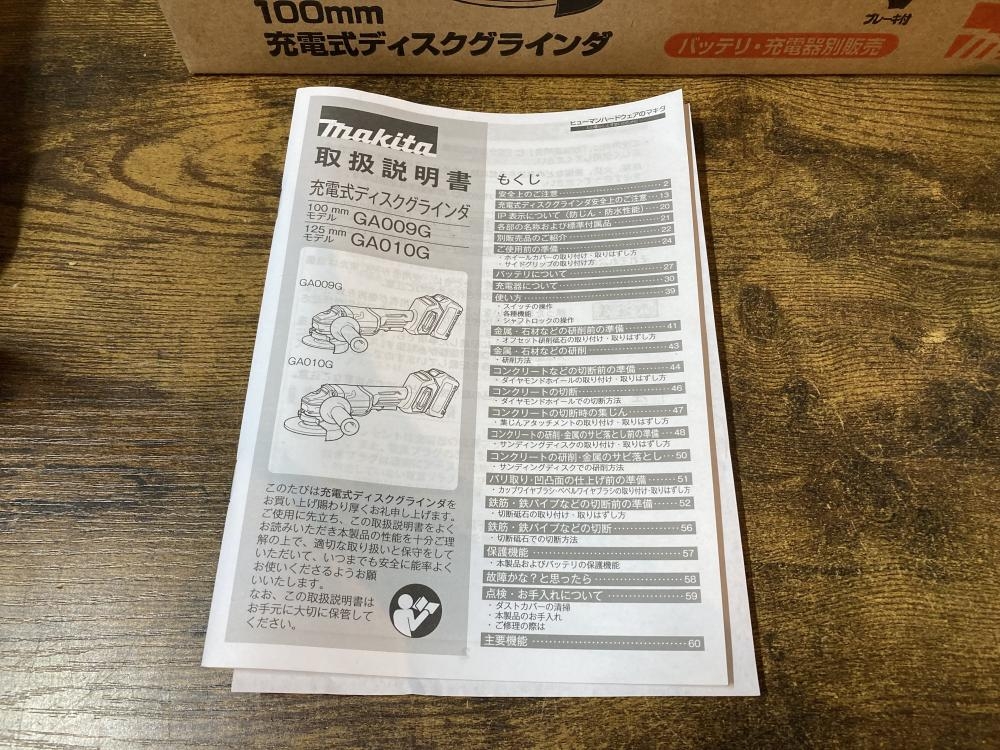 100mm
充電式ディスクグラインダ
バッテリ・充電器別販売
ブレーキ付
makita
取扱説明書
充電式ディスクグラインダ
100 mm モデル GA009G
125 mm モデル GA010G
GA009G
GA010G
このたびは充電式ディスクグラインダを
お買い上げ賜わり厚くお礼申し上げます。
ご使用に先立ち、この取扱説明書をよく
お読みいただき本製品の性能を十分ご理
解の上で、適切な取り扱いと保守をして
いただいて、いつまでも安全に能率よく
お使いくださるようお願
いいたします。
なお、この取扱説明書は
お手元に大切に保管して
ください。
ヒューマンハードウェアのマキタ
もくじ
安全上のご注意 2
充電式ディスクグラインダ安全上のご注意 13
IP 表示について（防じん・防水性能） 20
各部の名称および標準付属品 21
別販売品のご紹介 22
ご使用前の準備 24
・ホイールカバーの取り付け・取りはずし方
・サイドグリップの取り付け方
バッテリについて 27
充電器について 30
使い方 39
・スイッチの操作
・各種機能
・シャフトロックの操作
金属・石材などの研削前の準備 41
・オフセット研削砥石の取り付け・取りはずし方
金属・石材などの研削 43
・研削方法
コンクリートなどの切断前の準備 44
・ダイヤモンドホイールの取り付け・取りはずし方
コンクリートの切断 46
・ダイヤモンドホイールでの切断方法
コンクリートの切断時の集じん 47
・集じんアタッチメントの取り付け・取りはずし方
コンクリートの研削・金属のサビ落とし前の準備 48
・サンディングディスクの取り付け・取りはずし方
コンクリートの研削・金属のサビ落とし 50
・サンディングディスクでの研削方法
バリ取り・凹凸面の仕上げ前の準備 51
・カップワイヤブラシ・ベベルワイヤブラシの取り付け・取りはずし方
鉄筋・鉄パイプなどの切断前の準備 52
・切断砥石の取り付け・取りはずし方
鉄筋・鉄パイプなどの切断 56
・切断砥石での切断方法
保護機能 57
・本製品およびバッテリの保護機能
故障かな？と思ったら 58
点検・お手入れについて 59
・ダストカバーの清掃
・本製品のお手入れ
・ご修理の際は
主要機能 60